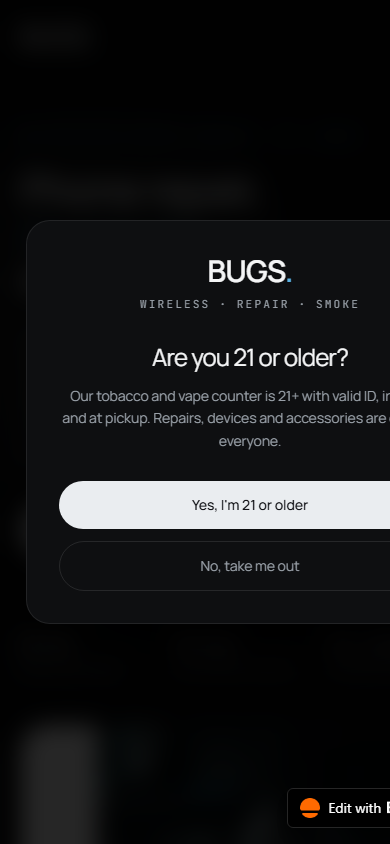 BUGS.
WIRELESS · REPAIR · SMOKE
Are you 21 or older?
Our tobacco and vape counter is 21+ with valid ID,
and at pickup. Repairs, devices and accessories are
everyone.
Yes, I'm 21 or older
No, take me out
Edit with